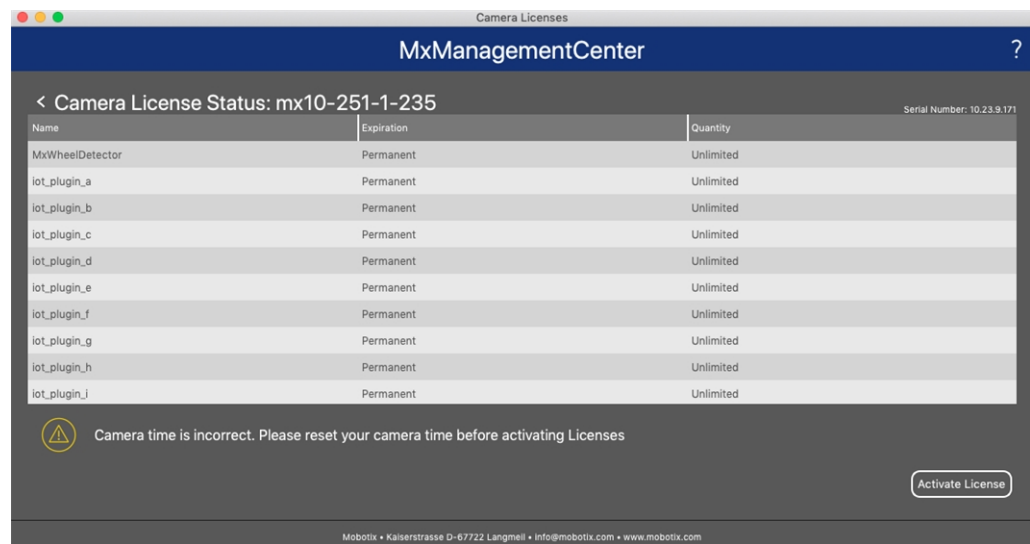 Camera Licenses
MxManagementCenter
?
< Camera License Status: mx10-251-1-235
Serial Number: 10.23.9.171
Name Expiration Quantity
MxWheelDetector Permanent Unlimited
iot_plugin_a Permanent Unlimited
iot_plugin_b Permanent Unlimited
iot_plugin_c Permanent Unlimited
iot_plugin_d Permanent Unlimited
iot_plugin_e Permanent Unlimited
iot_plugin_f Permanent Unlimited
iot_plugin_g Permanent Unlimited
iot_plugin_h Permanent Unlimited
iot_plugin_i Permanent Unlimited
Camera time is incorrect. Please reset your camera time before activating Licenses
Activate License
Mobotix • Kaiserstrasse D-67722 Langmeil • info@mobotix.com • www.mobotix.com